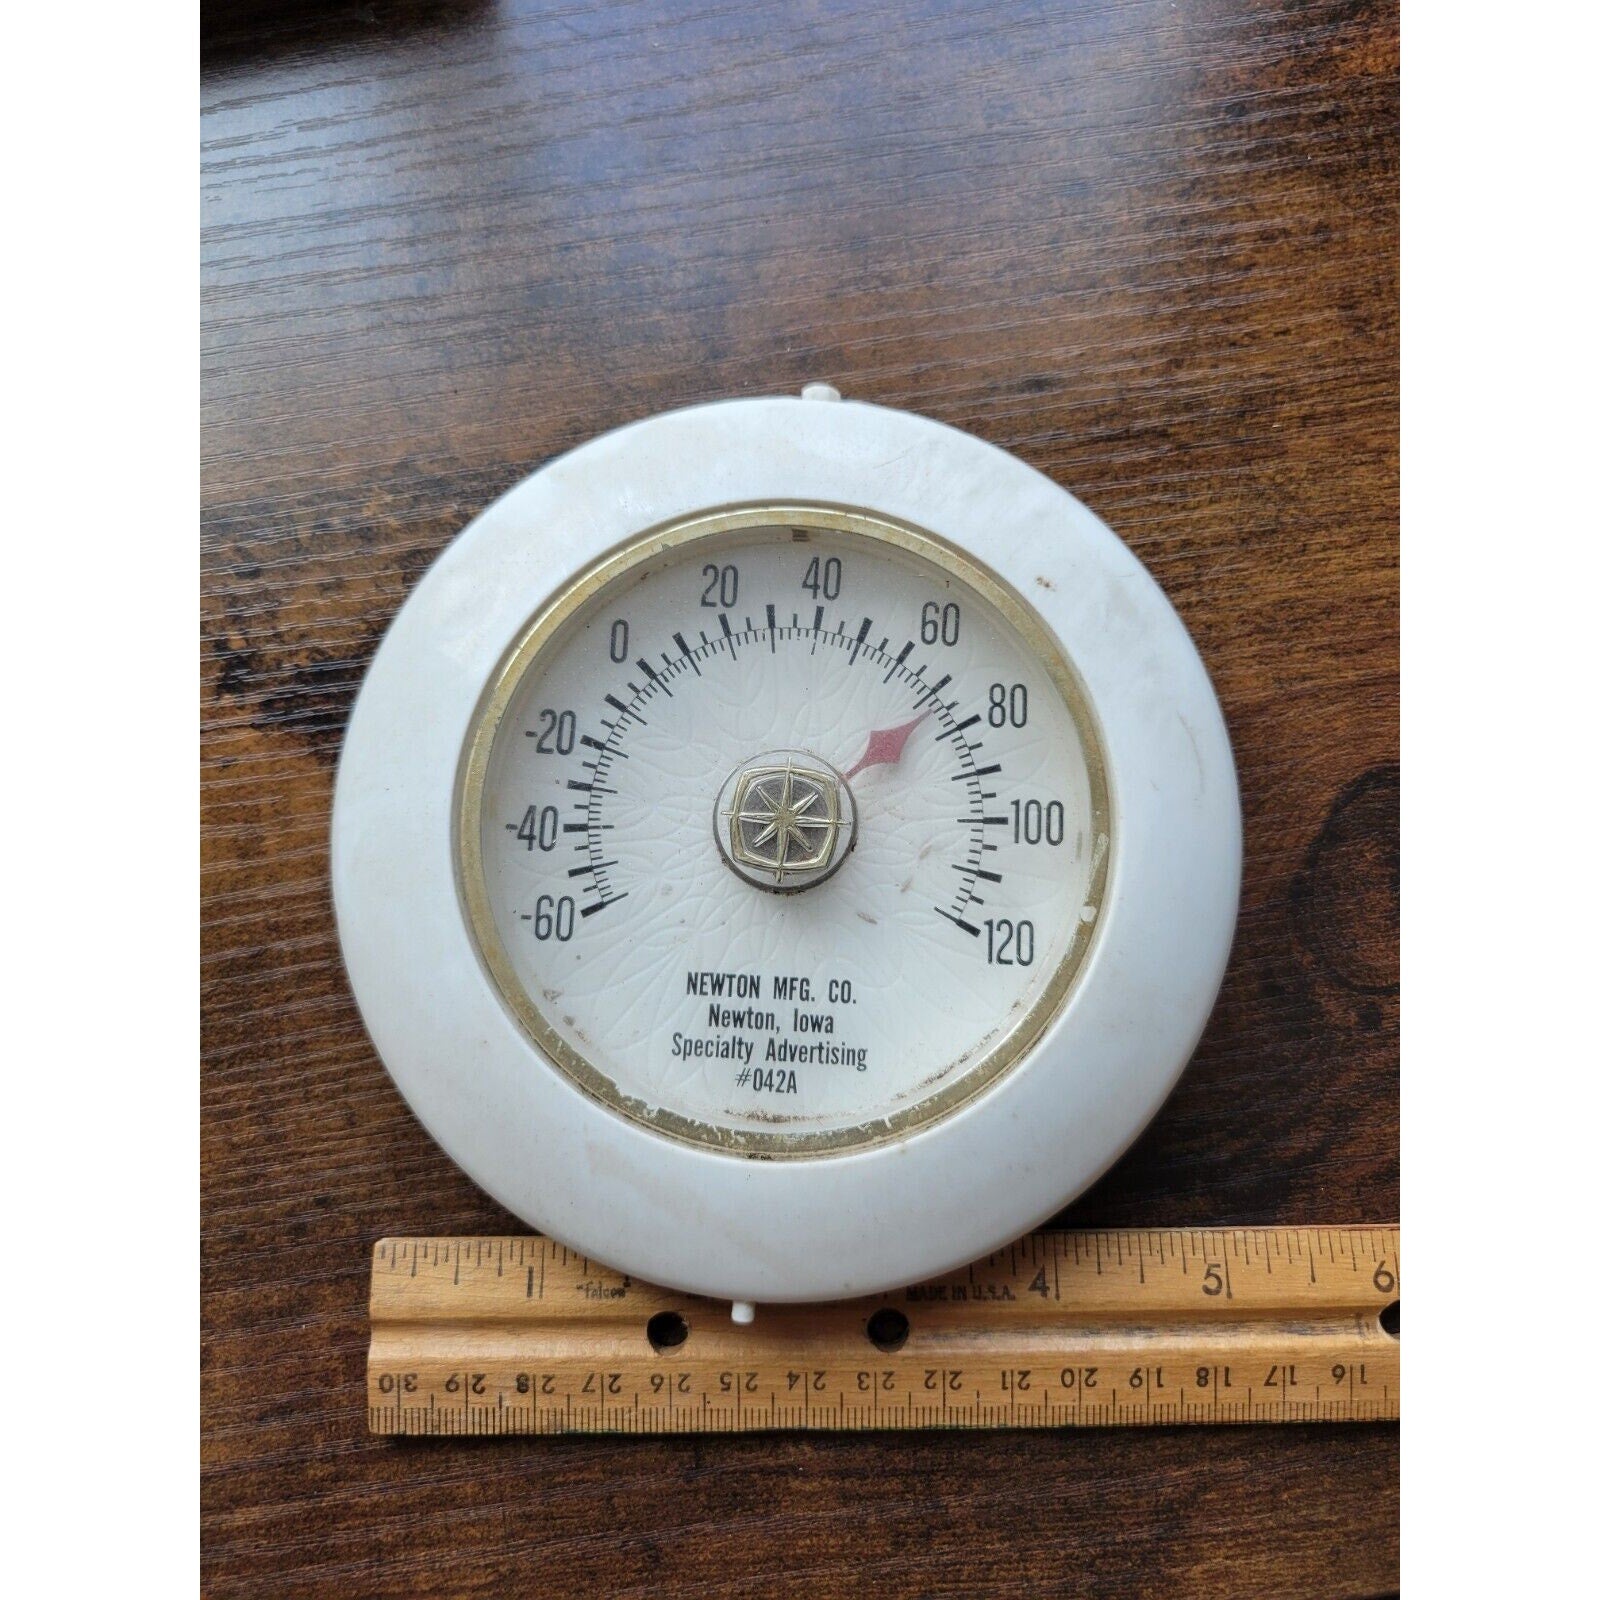 20 40
0 60
-20 80
-40 100
-60 120
NEWTON MFG. CO.
Newton, Iowa
Specialty Advertising
#042A
1 "Falcon" MADE IN U.S.A. 4 5 6
30 29 28 27 26 25 24 23 22 21 20 19 18 17 16